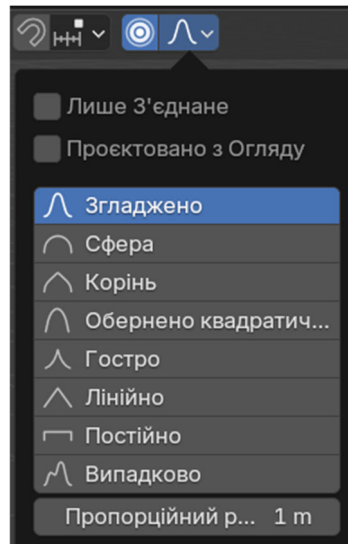 Лише З'єднане
Проєктовано з Огляду
Згладжено
Сфера
Корінь
Обернено квадратич...
Гостро
Лінійно
Постійно
Випадково
Пропорційний р... 1 m